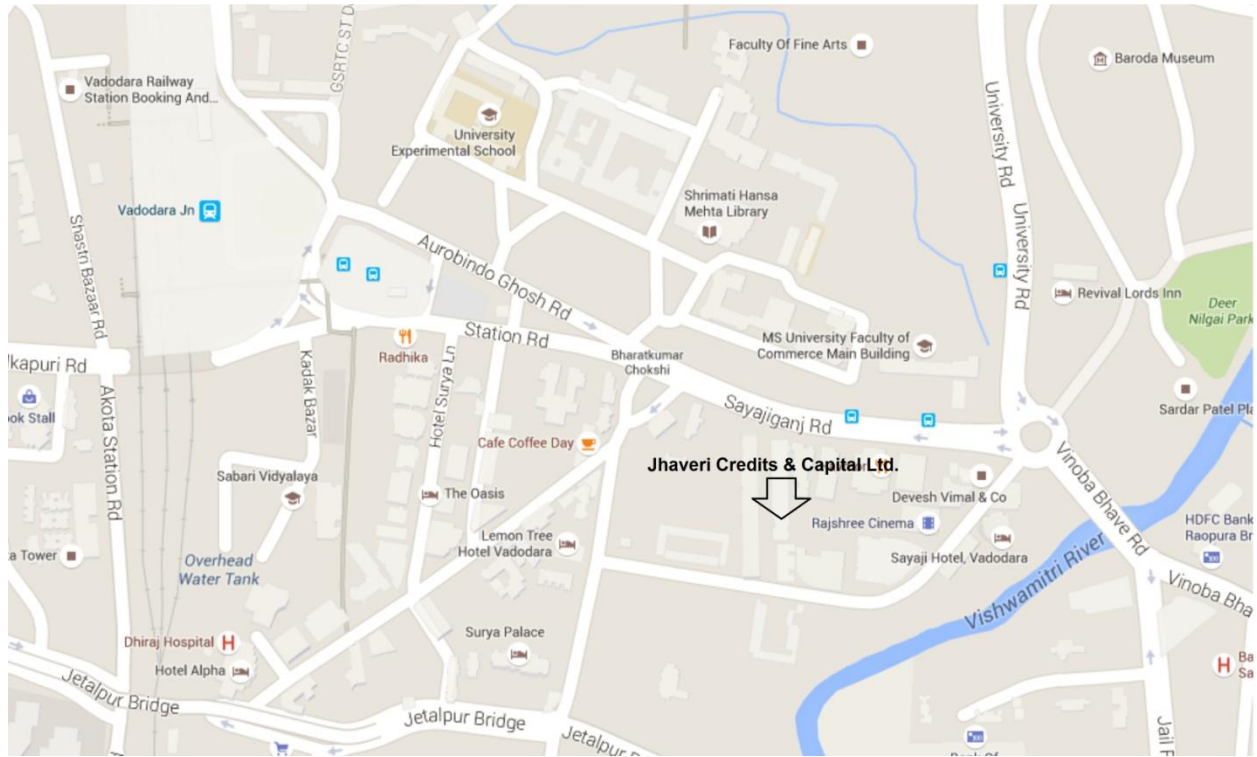 Faculty Of Fine Arts
Baroda Museum
GSRTC ST D
Vadodara Railway
Station Booking And...
University
Experimental School
University Rd
University Rd
Shrimati Hansa
Mehta Library
Vadodara Jn
Shastri Bazaar Rd
Aurobindo Ghosh Rd
Revival Lords Inn
Deer
Nilgai Park
Station Rd
Radhika
MS University Faculty of
Commerce Main Building
Bharatkumar
Chokshi
lkapuri Rd
Kadak Bazar
Hotel Surya Ln
ook Stall
Akota Station Rd
Sayajiganj Rd
Sardar Patel Pla
Cafe Coffee Day
Vinoba Bhave Rd
Jhaveri Credits & Capital Ltd.
Sabari Vidyalaya
The Oasis
Devesh Vimal & Co
Rajshree Cinema
HDFC Bank
Raopura Br
Lemon Tree
Hotel Vadodara
Sayaji Hotel, Vadodara
a Tower
Overhead
Water Tank
Vishwamitri River
Vinoba Bha
Dhiraj Hospital
H
Surya Palace
H
Ba
Sa
Hotel Alpha
Jetalpur Bridge
Jetalpur Bridge
Jetalpur
Jail